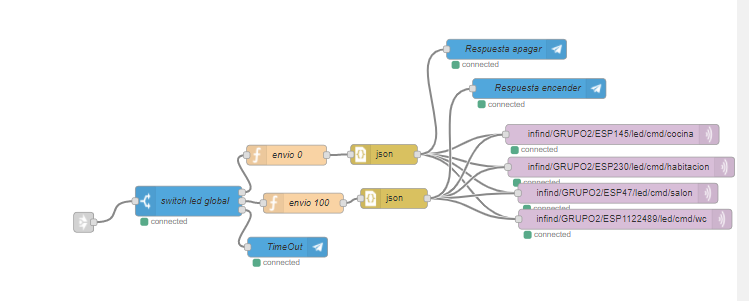 Respuesta apagar
connected
Respuesta encender
connected
infind/GRUPO2/ESP145/led/cmd/cocina
connected
envio 0
json
infind/GRUPO2/ESP230/led/cmd/habitacion
connected
switch led global
connected
envio 100
json
infind/GRUPO2/ESP47/led/cmd/salon
connected
infind/GRUPO2/ESP1122489/led/cmd/wc
connected
TimeOut
connected